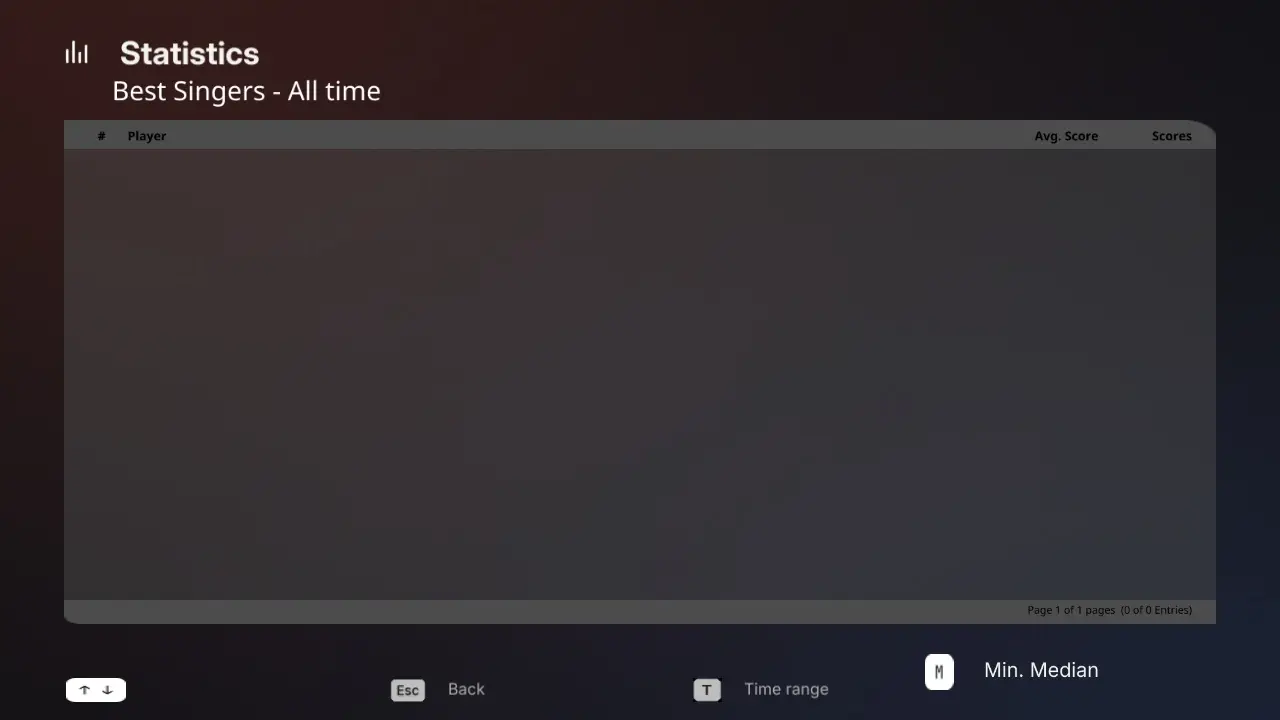 Statistics
Best Singers - All time
# Player Avg. Score Scores
Page 1 of 1 pages (0 of 0 Entries)
↑ ↓ Esc Back T Time range M Min. Median